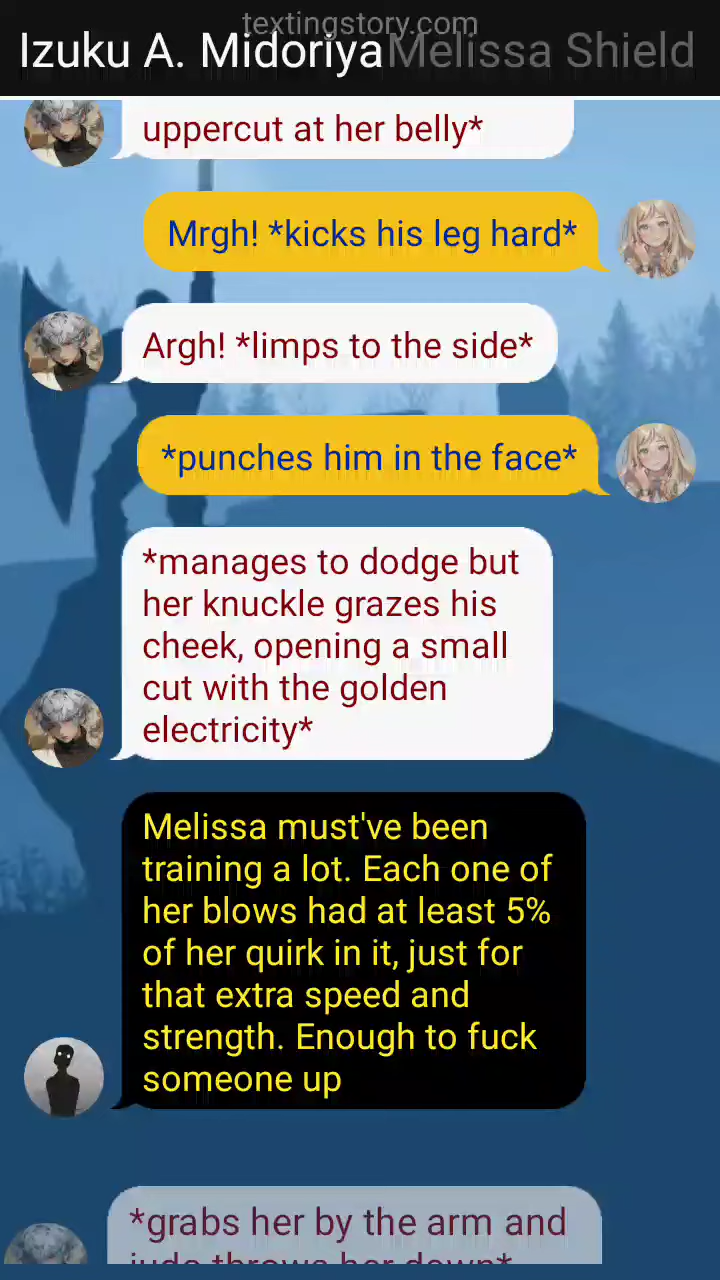 textingstory.com
Izuku A. Midoriya Melissa Shield
uppercut at her belly*
Mrgh! *kicks his leg hard*
Argh! *limps to the side*
*punches him in the face*
*manages to dodge but
her knuckle grazes his
cheek, opening a small
cut with the golden
electricity*
Melissa must've been
training a lot. Each one of
her blows had at least 5%
of her quirk in it, just for
that extra speed and
strength. Enough to fuck
someone up
*grabs her by the arm and
judo throws her down*